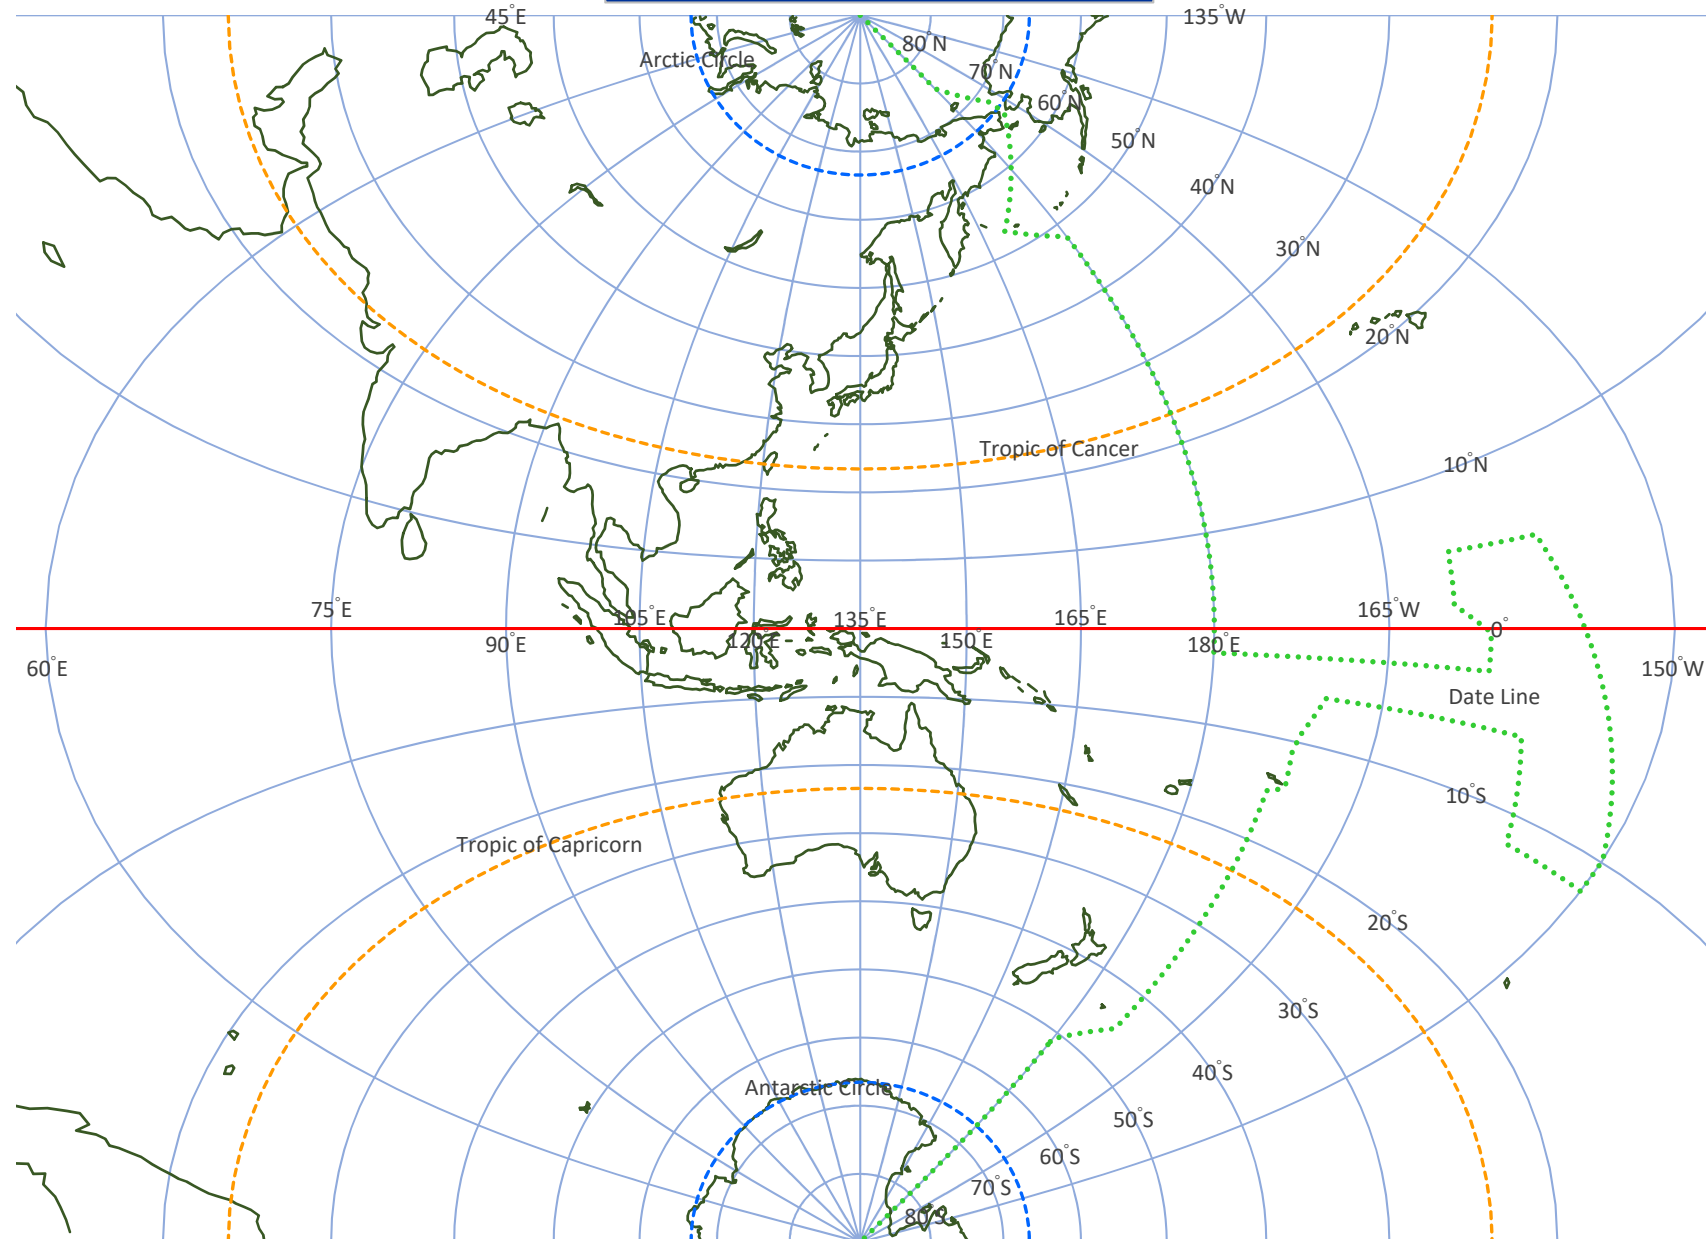 45°E
135°W
80°N
Arctic Circle
70°N
60°N
50°N
40°N
30°N
20°N
Tropic of Cancer
10°N
75°E
105°E
135°E
165°E
165°W
0°
90°E
120°E
150°E
180°E
60°E
150°W
Date Line
10°S
Tropic of Capricorn
20°S
30°S
40°S
Antarctic Circle
50°S
60°S
70°S
80°S